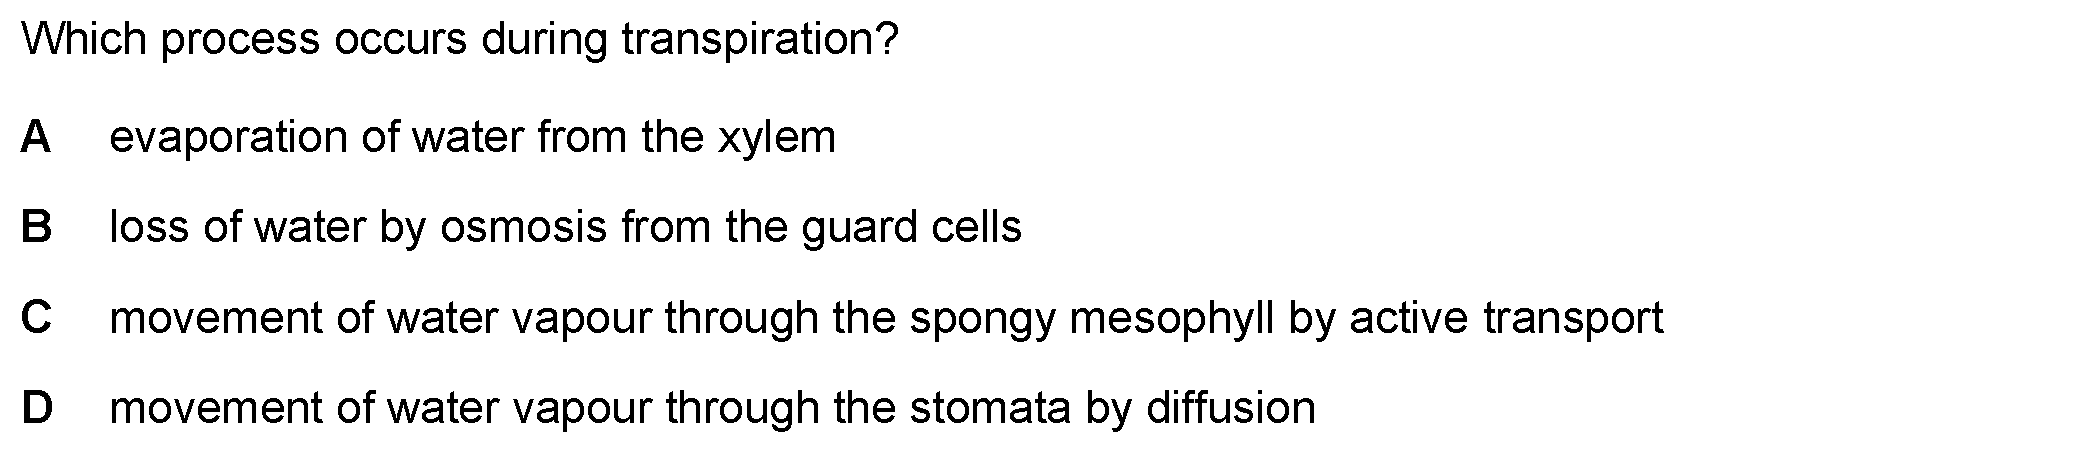 Which process occurs during transpiration?
A evaporation of water from the xylem
B loss of water by osmosis from the guard cells
C movement of water vapour through the spongy mesophyll by active transport
D movement of water vapour through the stomata by diffusion